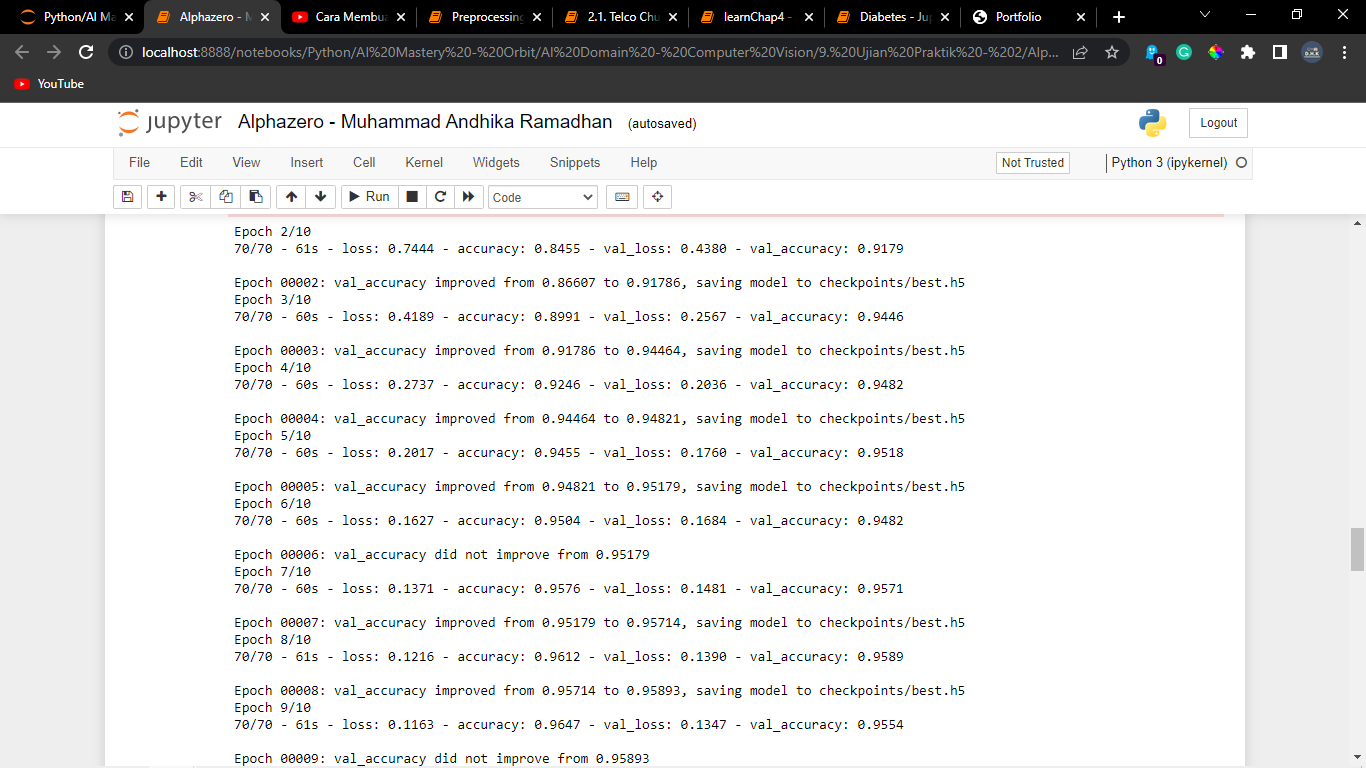 Python/AI Ma
Alphazero - M
Cara Membua
Preprocessing
2.1. Telco Chu
learnChap4 -
Diabetes - Jup
Portfolio
localhost:8888/notebooks/Python/AI%20Mastery%20-%20Orbit/AI%20Domain%20-%20Computer%20Vision/9.%20Ujian%20Praktik%20-%202/Alp...
0
YouTube
jupyter Alphazero - Muhammad Andhika Ramadhan (autosaved)
Logout
File Edit View Insert Cell Kernel Widgets Snippets Help
Not Trusted
Python 3 (ipykernel)
Run
Code
Epoch 2/10
70/70 - 61s - loss: 0.7444 - accuracy: 0.8455 - val_loss: 0.4380 - val_accuracy: 0.9179
Epoch 00002: val_accuracy improved from 0.86607 to 0.91786, saving model to checkpoints/best.h5
Epoch 3/10
70/70 - 60s - loss: 0.4189 - accuracy: 0.8991 - val_loss: 0.2567 - val_accuracy: 0.9446
Epoch 00003: val_accuracy improved from 0.91786 to 0.94464, saving model to checkpoints/best.h5
Epoch 4/10
70/70 - 60s - loss: 0.2737 - accuracy: 0.9246 - val_loss: 0.2036 - val_accuracy: 0.9482
Epoch 00004: val_accuracy improved from 0.94464 to 0.94821, saving model to checkpoints/best.h5
Epoch 5/10
70/70 - 60s - loss: 0.2017 - accuracy: 0.9455 - val_loss: 0.1760 - val_accuracy: 0.9518
Epoch 00005: val_accuracy improved from 0.94821 to 0.95179, saving model to checkpoints/best.h5
Epoch 6/10
70/70 - 60s - loss: 0.1627 - accuracy: 0.9504 - val_loss: 0.1684 - val_accuracy: 0.9482
Epoch 00006: val_accuracy did not improve from 0.95179
Epoch 7/10
70/70 - 60s - loss: 0.1371 - accuracy: 0.9576 - val_loss: 0.1481 - val_accuracy: 0.9571
Epoch 00007: val_accuracy improved from 0.95179 to 0.95714, saving model to checkpoints/best.h5
Epoch 8/10
70/70 - 61s - loss: 0.1216 - accuracy: 0.9612 - val_loss: 0.1390 - val_accuracy: 0.9589
Epoch 00008: val_accuracy improved from 0.95714 to 0.95893, saving model to checkpoints/best.h5
Epoch 9/10
70/70 - 61s - loss: 0.1163 - accuracy: 0.9647 - val_loss: 0.1347 - val_accuracy: 0.9554
Epoch 00009: val_accuracy did not improve from 0.95893